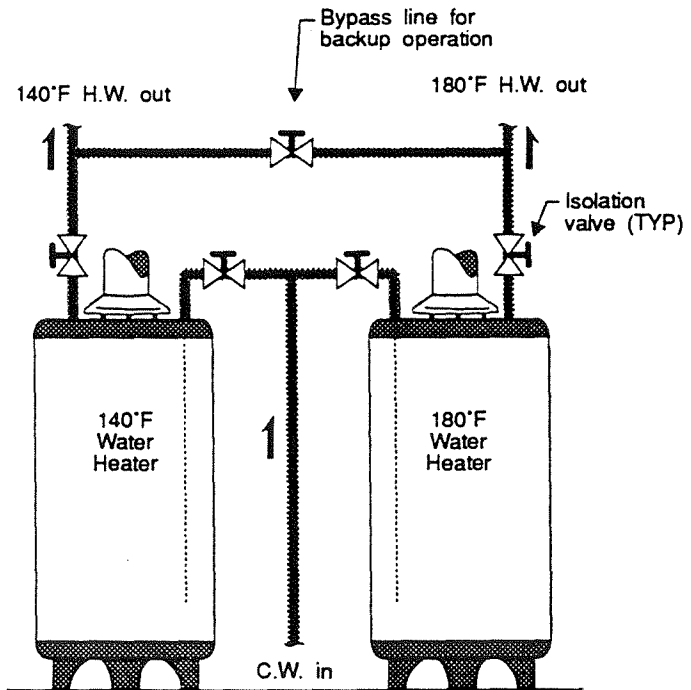 Bypass line for
backup operation
140°F H.W. out
180°F H.W. out
Isolation
valve (TYP)
140°F
Water
Heater
180°F
Water
Heater
C.W. in